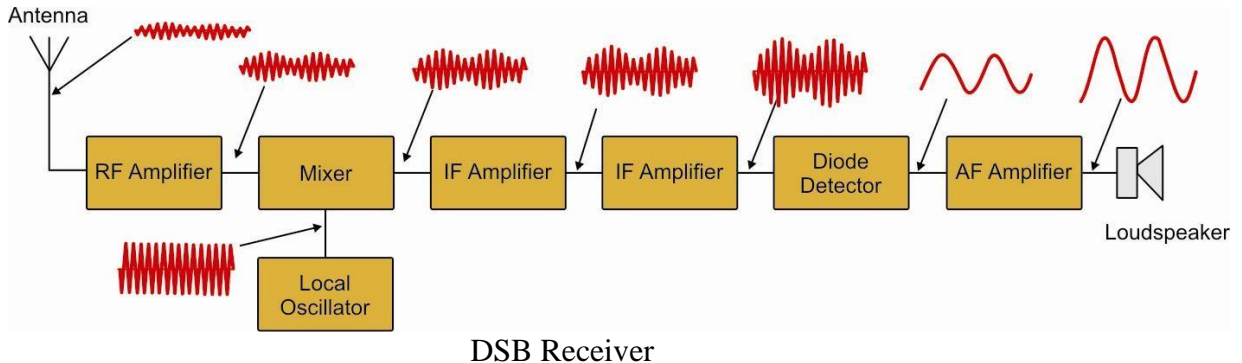 Antenna
RF Amplifier
Mixer
IF Amplifier
IF Amplifier
Diode
Detector
AF Amplifier
Loudspeaker
Local
Oscillator
DSB Receiver